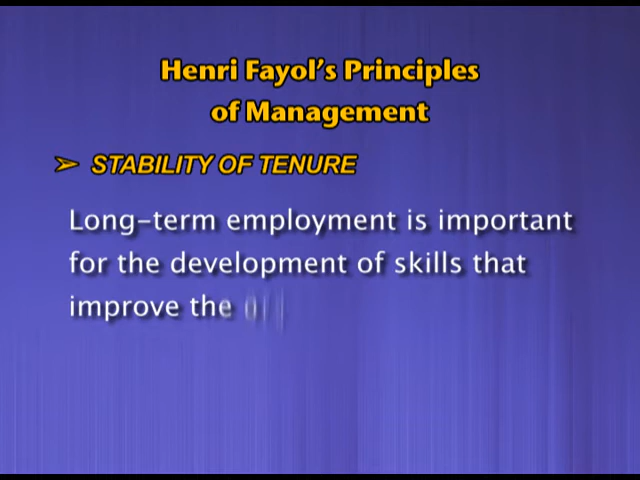 Henri Fayol's Principles
of Management
➢ STABILITY OF TENURE
Long-term employment is important
for the development of skills that
improve the